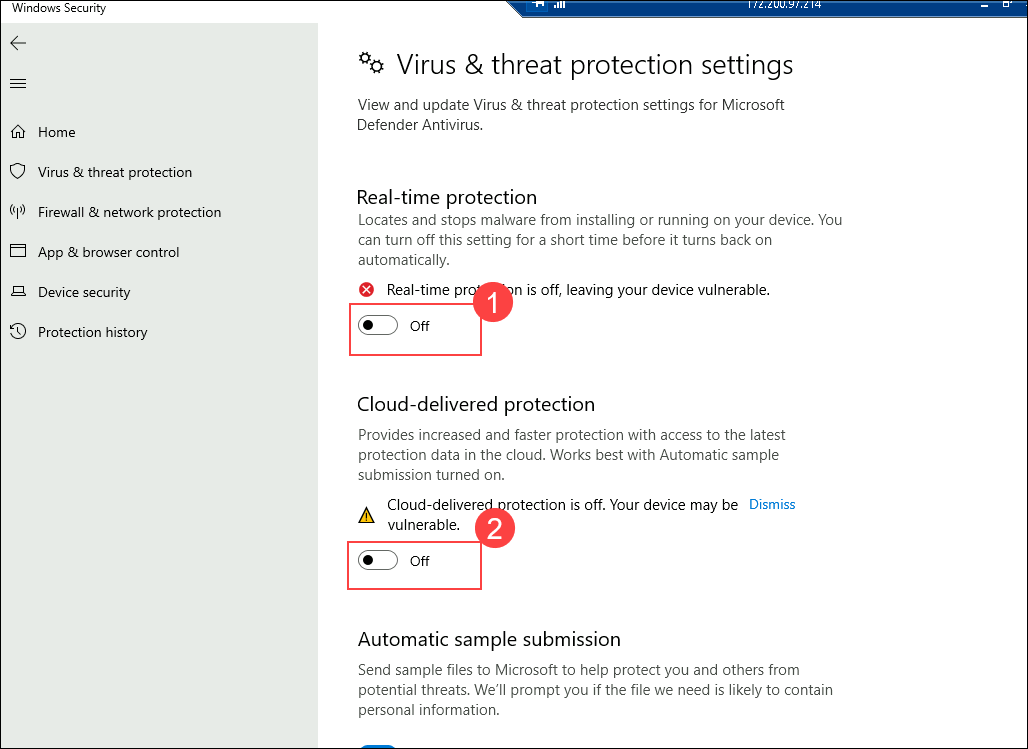 Windows Security
172.200.97.214
Home
Virus & threat protection
Firewall & network protection
App & browser control
Device security
Protection history
Virus & threat protection settings
View and update Virus & threat protection settings for Microsoft
Defender Antivirus.
Real-time protection
Locates and stops malware from installing or running on your device. You
can turn off this setting for a short time before it turns back on
automatically.
Real-time protection is off, leaving your device vulnerable.
1
Off
Cloud-delivered protection
Provides increased and faster protection with access to the latest
protection data in the cloud. Works best with Automatic sample
submission turned on.
Cloud-delivered protection is off. Your device may be Dismiss
vulnerable.
2
Off
Automatic sample submission
Send sample files to Microsoft to help protect you and others from
potential threats. We'll prompt you if the file we need is likely to contain
personal information.